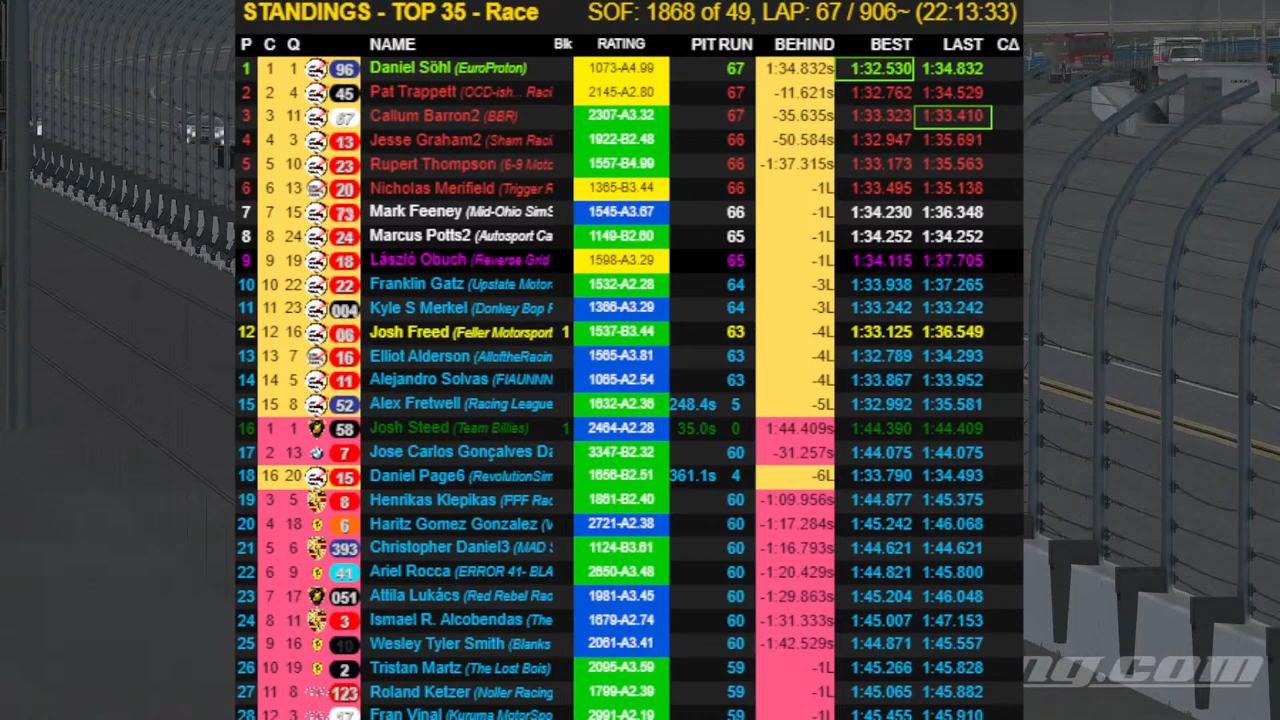 STANDINGS - TOP 35 - Race SOF: 1868 of 49, LAP: 67 / 906~ (22:13:33)
P C Q NAME Blk RATING PIT RUN BEHIND BEST LAST CΔ
1 1 1 96 Daniel Söhl (EuroProton) 1073-A4.99 67 1:34.832s 1:32.530 1:34.832
2 2 4 45 Pat Trappett (OCD-ish... Raci 2145-A2.80 67 -11.621s 1:32.762 1:34.529
3 3 11 67 Callum Barron2 (BBR) 2307-A3.32 67 -35.635s 1:33.323 1:33.410
4 4 3 13 Jesse Graham2 (Sham Racin 1922-B2.48 66 -50.584s 1:32.947 1:35.691
5 5 10 23 Rupert Thompson (6-9 Moto 1557-B4.99 66 -1:37.315s 1:33.173 1:35.563
6 6 13 20 Nicholas Merifield (Trigger R 1365-B3.44 66 -1L 1:33.495 1:35.138
7 7 15 73 Mark Feeney (Mid-Ohio SimS 1545-A3.67 66 -1L 1:34.230 1:36.348
8 8 24 24 Marcus Potts2 (Autosport Ca 1149-B2.60 65 -1L 1:34.252 1:34.252
9 9 19 18 László Obuch (Reverse Grid 1598-A3.29 65 -1L 1:34.115 1:37.705
10 10 22 22 Franklin Gatz (Upstate Motor 1532-A2.28 64 -3L 1:33.938 1:37.265
11 11 23 004 Kyle S Merkel (Donkey Bop F 1366-A3.29 64 -3L 1:33.242 1:33.242
12 12 16 06 Josh Freed (Feller Motorsport 1 1537-B3.44 63 -4L 1:33.125 1:36.549
13 13 7 16 Elliot Alderson (AlloftheRacin 1565-A3.81 63 -4L 1:32.789 1:34.293
14 14 5 11 Alejandro Solvas (FIAUNNN 1065-A2.54 63 -4L 1:33.867 1:33.952
15 15 8 52 Alex Fretwell (Racing League 1632-A2.36 248.4s 5 -5L 1:32.992 1:35.581
16 1 1 58 Josh Steed (Team Billies) 1 2464-A2.28 35.0s 0 1:44.409s 1:44.390 1:44.409
17 2 13 7 Jose Carlos Gonçalves Da 3347-B2.32 60 -31.257s 1:44.075 1:44.075
18 16 20 15 Daniel Page6 (RevolutionSim 1656-B2.51 361.1s 4 -6L 1:33.790 1:34.493
19 3 5 8 Henrikas Klepikas (PPF Rac 1861-B2.40 60 -1:09.956s 1:44.877 1:45.375
20 4 18 6 Haritz Gomez Gonzalez (V 2721-A2.38 60 -1:17.284s 1:45.242 1:46.068
21 5 6 393 Christopher Daniel3 (MAD S 1124-B3.61 60 -1:16.793s 1:44.621 1:44.621
22 6 9 41 Ariel Rocca (ERROR 41- BLA 2650-A3.48 60 -1:20.429s 1:44.821 1:45.800
23 7 17 051 Attila Lukács (Red Rebel Rac 1981-A3.45 60 -1:29.863s 1:45.204 1:46.048
24 8 11 3 Ismael R. Alcobendas (The 1679-A2.74 60 -1:31.333s 1:45.007 1:47.153
25 9 16 10 Wesley Tyler Smith (Blanks 2061-A3.41 60 -1:42.529s 1:44.871 1:45.557
26 10 19 2 Tristan Martz (The Lost Bois) 2095-A3.59 59 -1L 1:45.266 1:45.828
27 11 8 123 Roland Ketzer (Noller Racing 1799-A2.39 59 -1L 1:45.065 1:45.882
28 12 3 17 Fran Vinal (Kuruma MotorSpo 2991-A2.19 59 -1L 1:45.455 1:45.910
ng.com